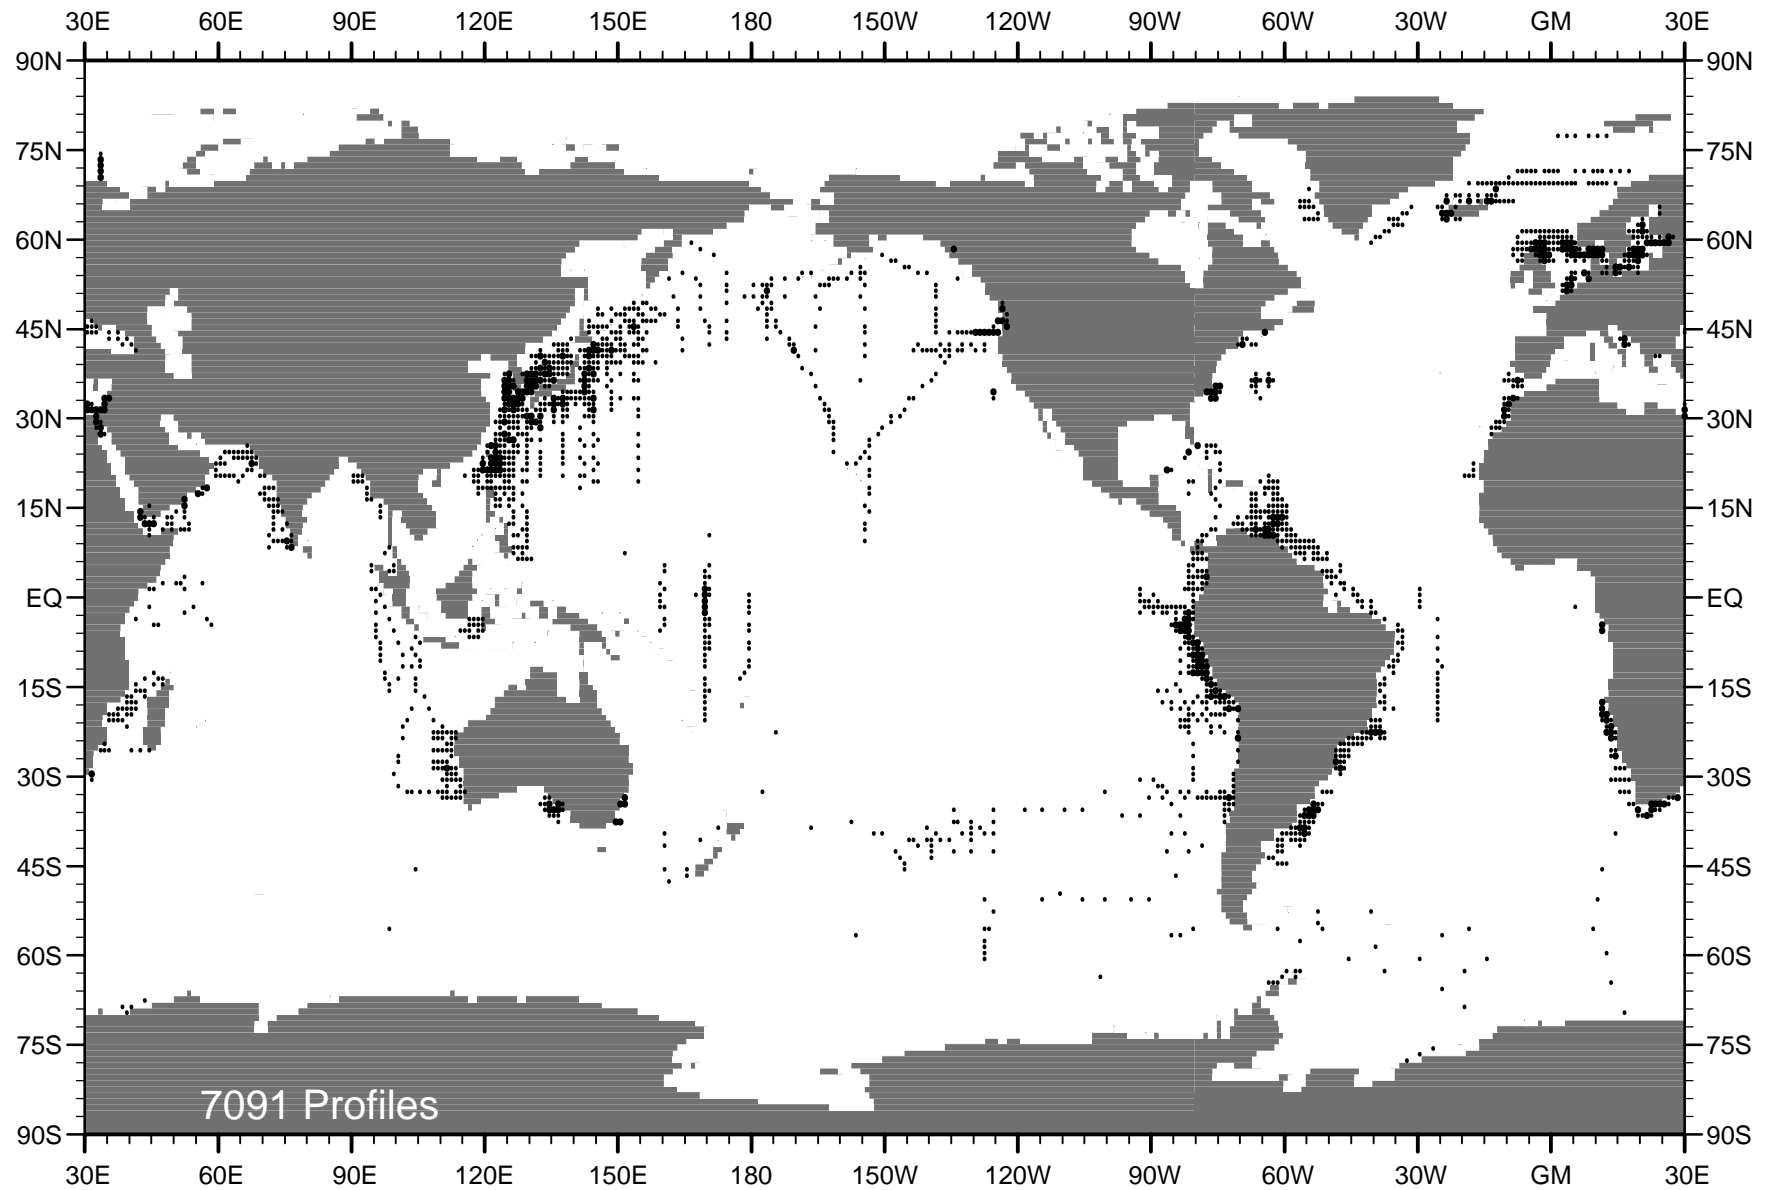 30E 60E 90E 120E 150E 180 150W 120W 90W 60W 30W GM 30E
90N 90N
75N 75N
60N 60N
45N 45N
30N 30N
15N 15N
EQ EQ
15S 15S
30S 30S
45S 45S
60S 60S
75S 75S
7091 Profiles
90S 90S
30E 60E 90E 120E 150E 180 150W 120W 90W 60W 30W GM 30E